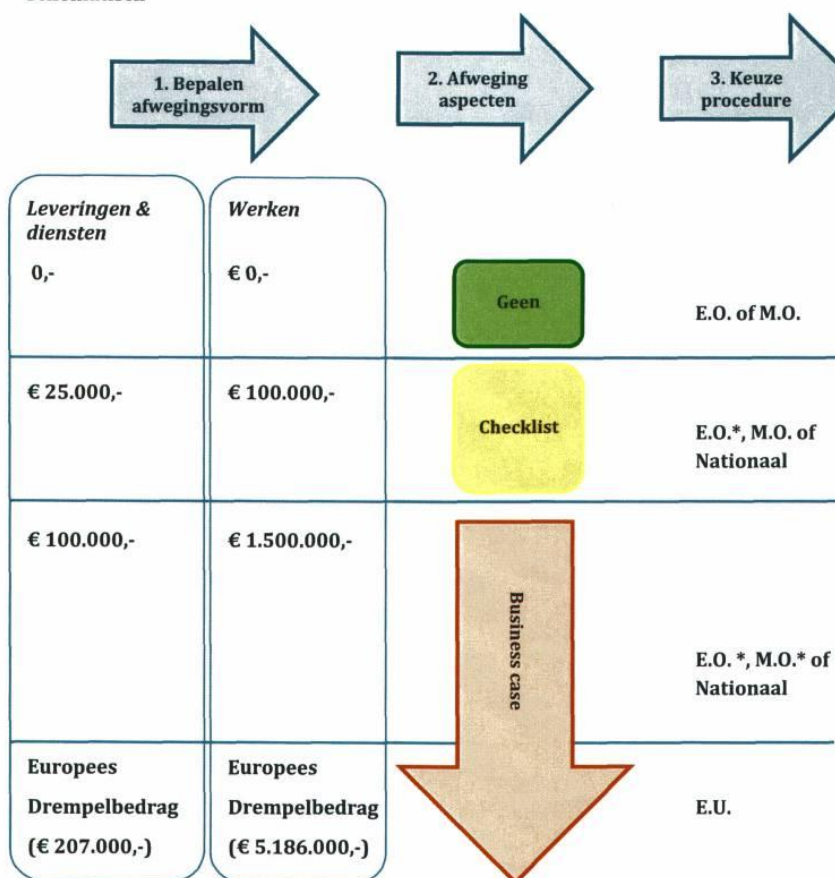 1. Bepalen
afwegingsvorm
2. Afweging
aspecten
3. Keuze
procedure
Leveringen &
diensten
Werken
0,-
€ 0,-
Geen
E.O. of M.O.
€ 25.000,-
€ 100.000,-
Checklist
E.O.*, M.O. of
Nationaal
€ 100.000,-
€ 1.500.000,-
Business case
E.O. *, M.O.* of
Nationaal
Europees
Drempelbedrag
(€ 207.000,-)
Europees
Drempelbedrag
(€ 5.186.000,-)
E.U.